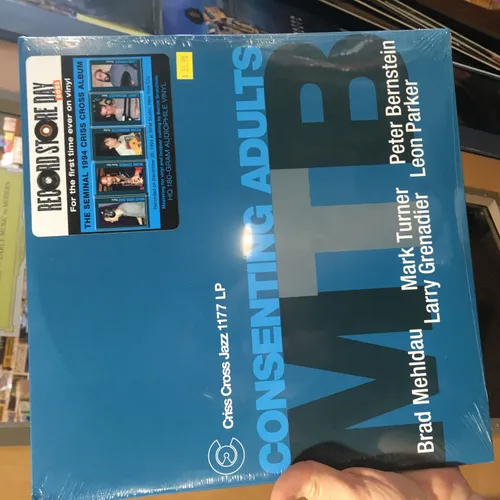 RECORD STORE DAY
2021
For the first time ever on vinyl!
THE SEMINAL 1994 CRISS CROSS ALBUM
HQ 180-GRAM AUDIOPHILE VINYL
Criss Cross Jazz 1177 LP
CONSENTING ADULTS
MTB
Brad Mehldau Mark Turner Peter Bernstein
Larry Grenadier Leon Parker